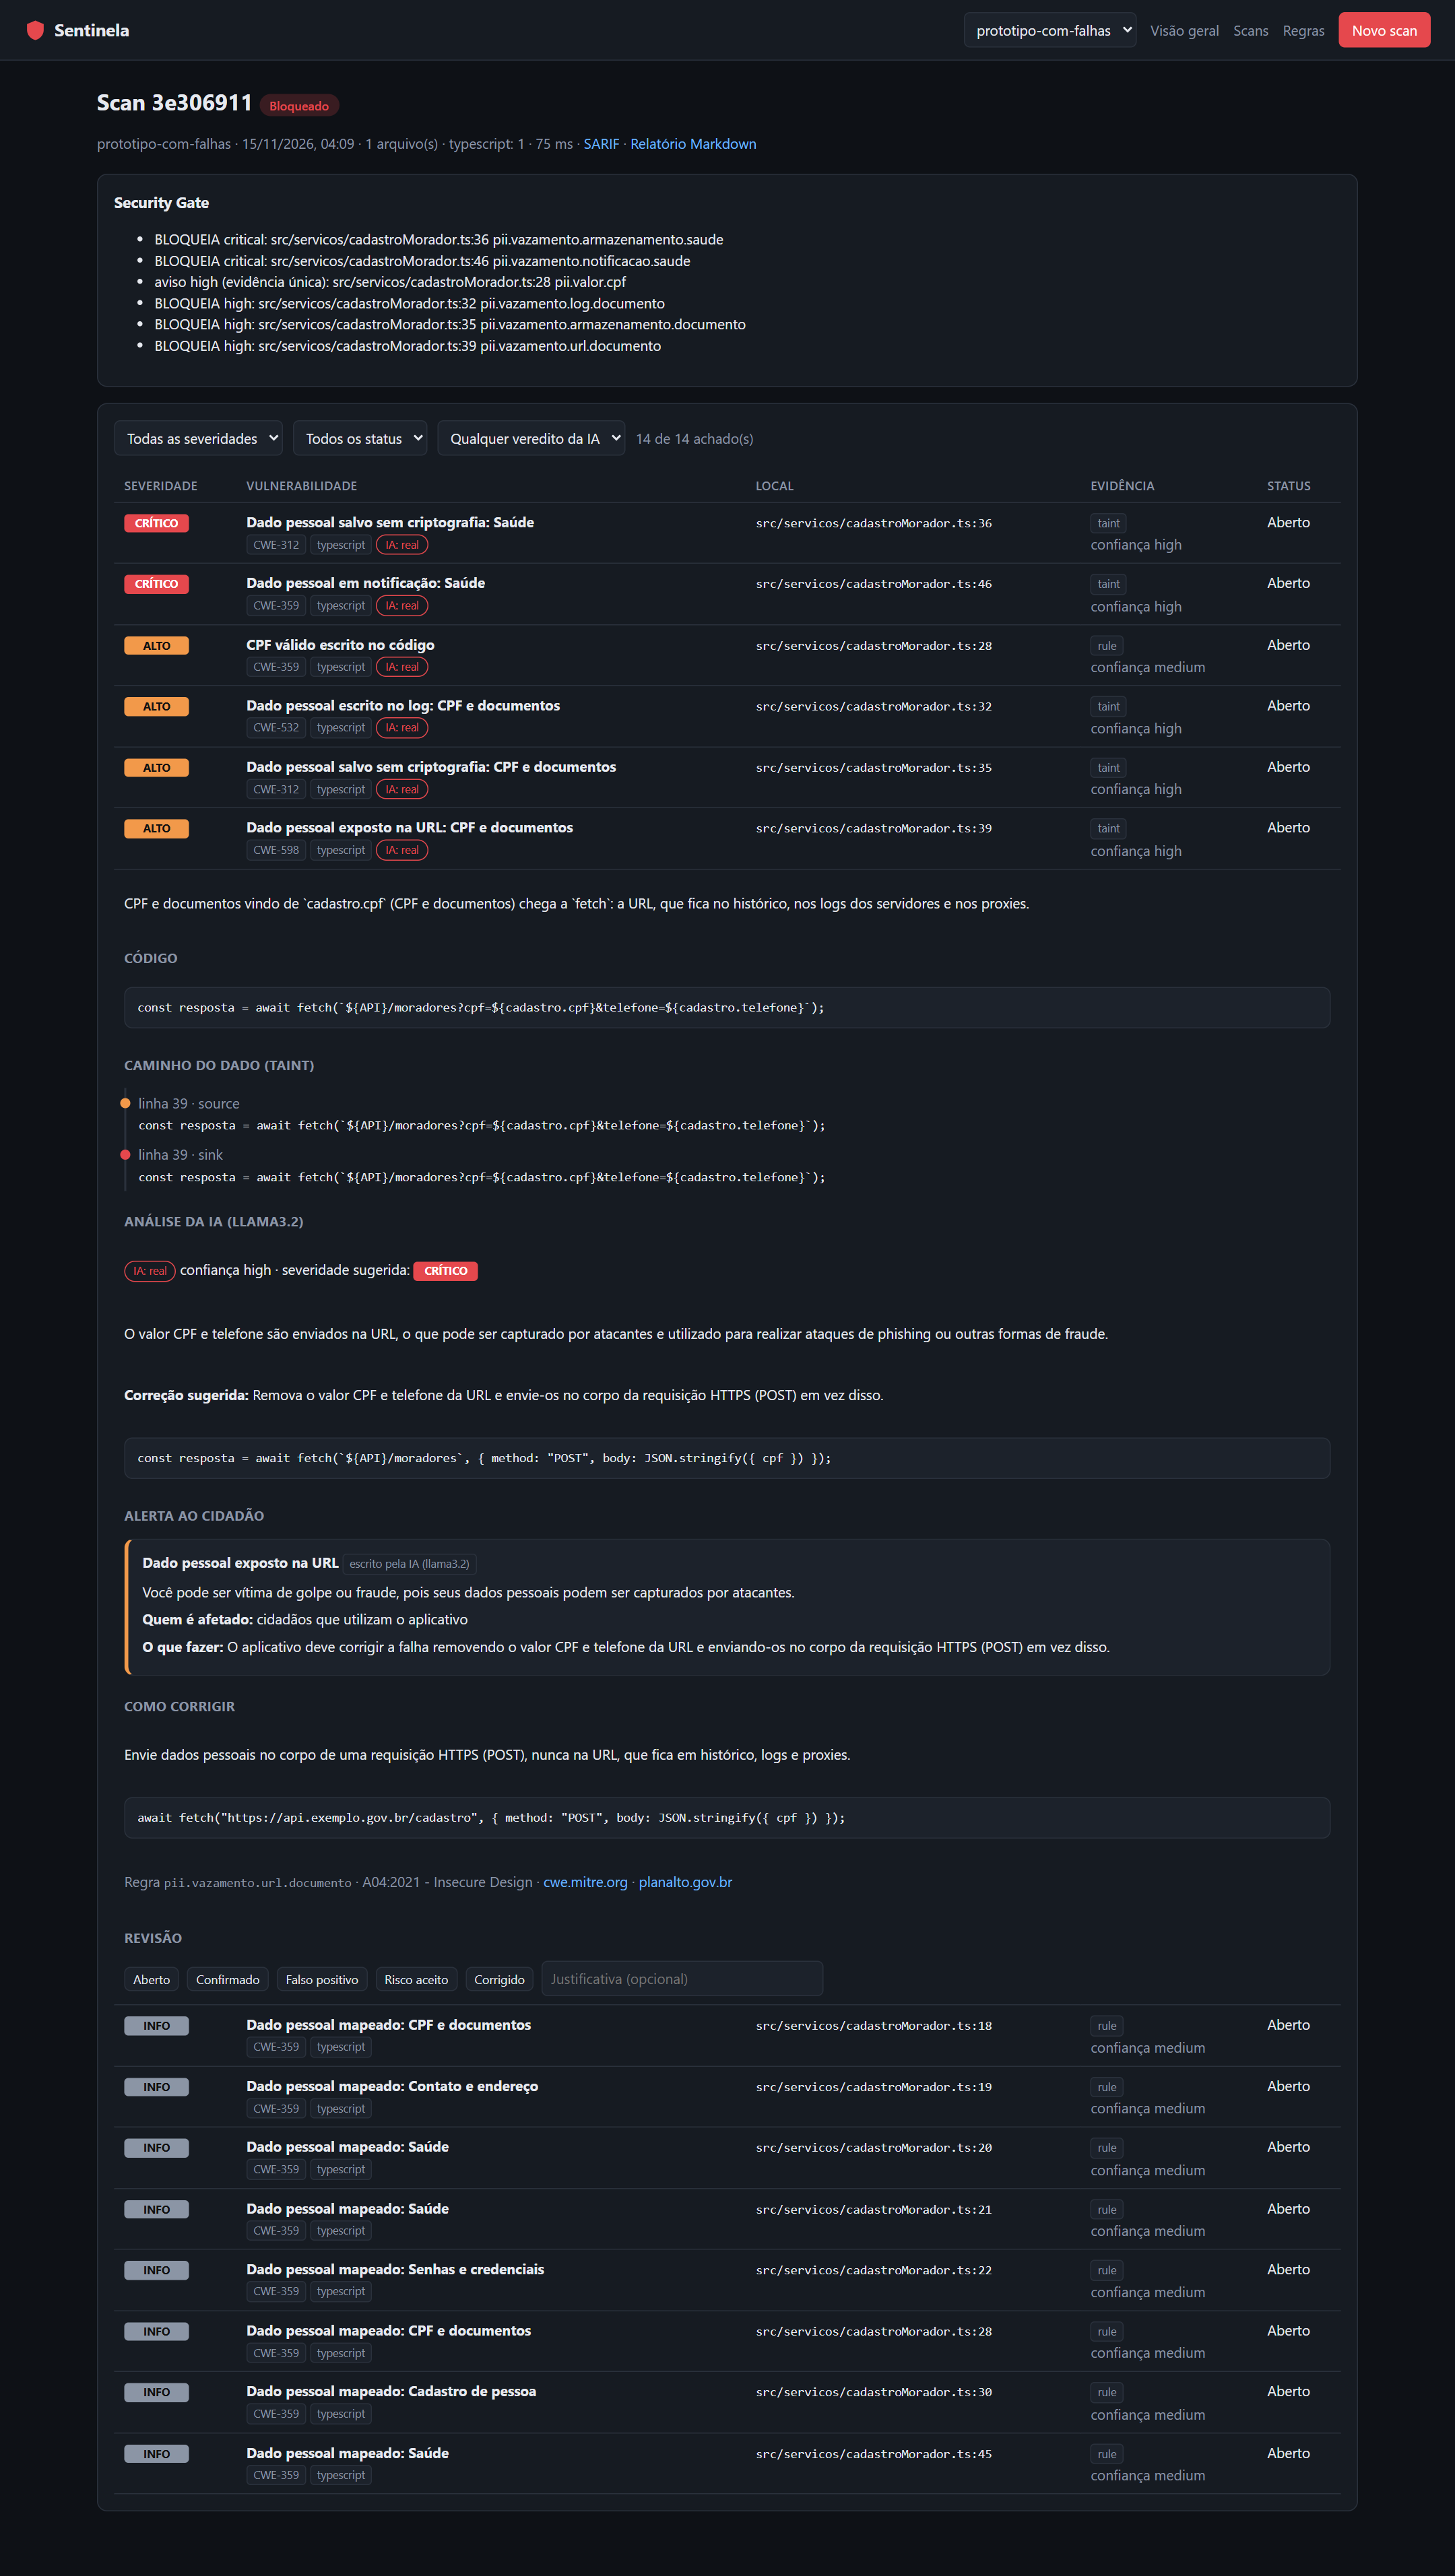 Sentinela
prototipo-com-falhas
Visão geral
Scans
Regras
Novo scan
Scan 3e306911 Bloqueado
prototipo-com-falhas · 15/11/2026, 04:09 · 1 arquivo(s) · typescript: 1 · 75 ms · SARIF · Relatório Markdown
Security Gate
• BLOQUEIA critical: src/servicos/cadastroMorador.ts:36 pii.vazamento.armazenamento.saude
• BLOQUEIA critical: src/servicos/cadastroMorador.ts:46 pii.vazamento.notificacao.saude
• aviso high (evidência única): src/servicos/cadastroMorador.ts:28 pii.valor.cpf
• BLOQUEIA high: src/servicos/cadastroMorador.ts:32 pii.vazamento.log.documento
• BLOQUEIA high: src/servicos/cadastroMorador.ts:35 pii.vazamento.armazenamento.documento
• BLOQUEIA high: src/servicos/cadastroMorador.ts:39 pii.vazamento.url.documento
Todas as severidades Todos os status Qualquer veredito da IA 14 de 14 achado(s)
SEVERIDADE VULNERABILIDADE LOCAL EVIDÊNCIA STATUS
CRÍTICO Dado pessoal salvo sem criptografia: Saúde src/servicos/cadastroMorador.ts:36 taint Aberto
CWE-312 typescript IA: real confiança high
CRÍTICO Dado pessoal em notificação: Saúde src/servicos/cadastroMorador.ts:46 taint Aberto
CWE-359 typescript IA: real confiança high
ALTO CPF válido escrito no código src/servicos/cadastroMorador.ts:28 rule Aberto
CWE-359 typescript IA: real confiança medium
ALTO Dado pessoal escrito no log: CPF e documentos src/servicos/cadastroMorador.ts:32 taint Aberto
CWE-532 typescript IA: real confiança high
ALTO Dado pessoal salvo sem criptografia: CPF e documentos src/servicos/cadastroMorador.ts:35 taint Aberto
CWE-312 typescript IA: real confiança high
ALTO Dado pessoal exposto na URL: CPF e documentos src/servicos/cadastroMorador.ts:39 taint Aberto
CWE-598 typescript IA: real confiança high
CPF e documentos vindo de `cadastro.cpf` (CPF e documentos) chega a `fetch`: a URL, que fica no histórico, nos logs dos servidores e nos proxies.
CÓDIGO
const resposta = await fetch(`${API}/moradores?cpf=${cadastro.cpf}&telefone=${cadastro.telefone}`);
CAMINHO DO DADO (TAINT)
linha 39 · source
const resposta = await fetch(`${API}/moradores?cpf=${cadastro.cpf}&telefone=${cadastro.telefone}`);
linha 39 · sink
const resposta = await fetch(`${API}/moradores?cpf=${cadastro.cpf}&telefone=${cadastro.telefone}`);
ANÁLISE DA IA (LLAMA3.2)
IA: real confiança high · severidade sugerida: CRÍTICO
O valor CPF e telefone são enviados na URL, o que pode ser capturado por atacantes e utilizado para realizar ataques de phishing ou outras formas de fraude.
Correção sugerida: Remova o valor CPF e telefone da URL e envie-os no corpo da requisição HTTPS (POST) em vez disso.
const resposta = await fetch(`${API}/moradores`, { method: "POST", body: JSON.stringify({ cpf }) });
ALERTA AO CIDADÃO
Dado pessoal exposto na URL escrito pela IA (llama3.2)
Você pode ser vítima de golpe ou fraude, pois seus dados pessoais podem ser capturados por atacantes.
Quem é afetado: cidadãos que utilizam o aplicativo
O que fazer: O aplicativo deve corrigir a falha removendo o valor CPF e telefone da URL e enviando-os no corpo da requisição HTTPS (POST) em vez disso.
COMO CORRIGIR
Envie dados pessoais no corpo de uma requisição HTTPS (POST), nunca na URL, que fica em histórico, logs e proxies.
await fetch("https://api.exemplo.gov.br/cadastro", { method: "POST", body: JSON.stringify({ cpf }) });
Regra pii.vazamento.url.documento · A04:2021 - Insecure Design · cwe.mitre.org · planalto.gov.br
REVISÃO
Aberto Confirmado Falso positivo Risco aceito Corrigido Justificativa (opcional)
INFO Dado pessoal mapeado: CPF e documentos src/servicos/cadastroMorador.ts:18 rule Aberto
CWE-359 typescript confiança medium
INFO Dado pessoal mapeado: Contato e endereço src/servicos/cadastroMorador.ts:19 rule Aberto
CWE-359 typescript confiança medium
INFO Dado pessoal mapeado: Saúde src/servicos/cadastroMorador.ts:20 rule Aberto
CWE-359 typescript confiança medium
INFO Dado pessoal mapeado: Saúde src/servicos/cadastroMorador.ts:21 rule Aberto
CWE-359 typescript confiança medium
INFO Dado pessoal mapeado: Senhas e credenciais src/servicos/cadastroMorador.ts:22 rule Aberto
CWE-359 typescript confiança medium
INFO Dado pessoal mapeado: CPF e documentos src/servicos/cadastroMorador.ts:28 rule Aberto
CWE-359 typescript confiança medium
INFO Dado pessoal mapeado: Cadastro de pessoa src/servicos/cadastroMorador.ts:30 rule Aberto
CWE-359 typescript confiança medium
INFO Dado pessoal mapeado: Saúde src/servicos/cadastroMorador.ts:45 rule Aberto
CWE-359 typescript confiança medium